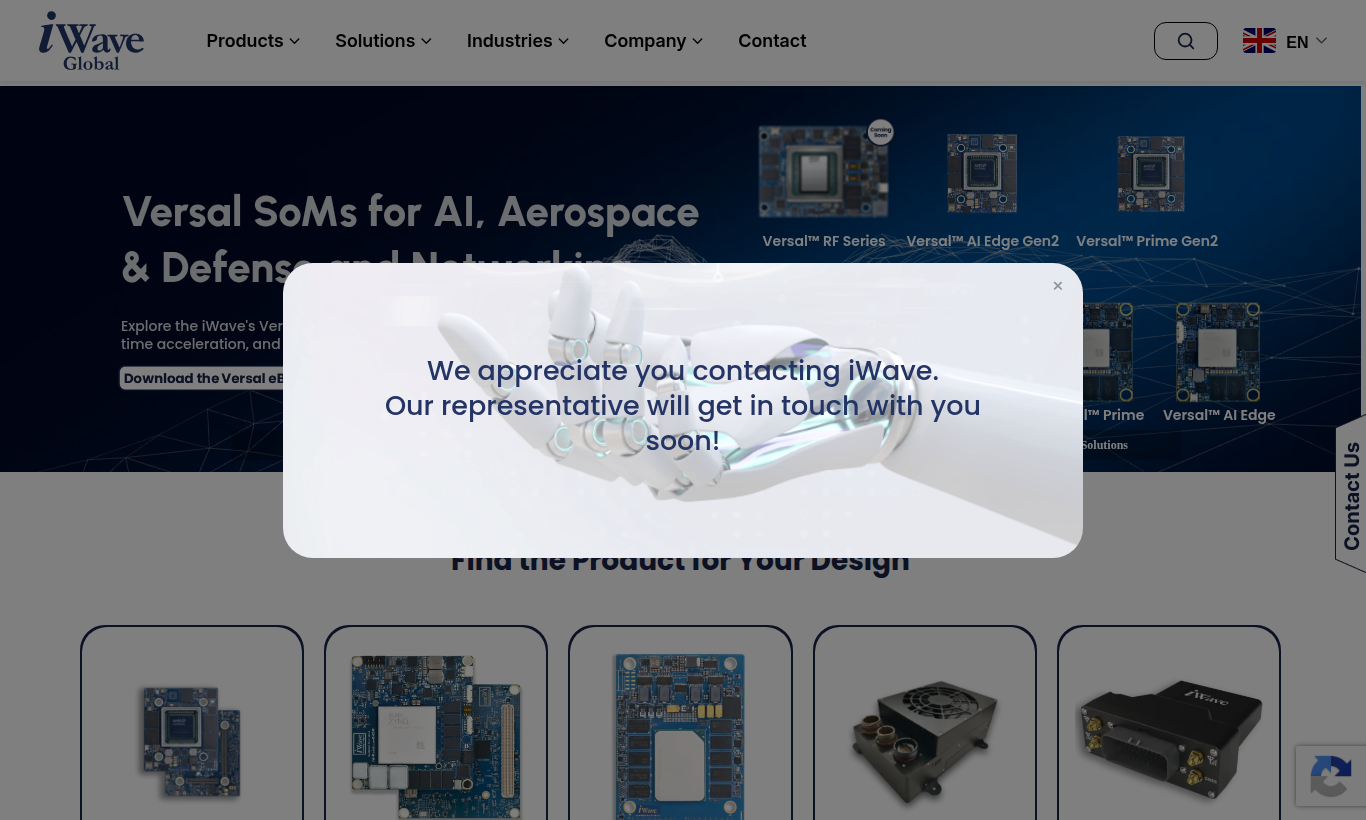 iWave
Global
Products
Solutions
Industries
Company
Contact
EN
Versal SoMs for AI, Aerospace
& Defense and Networking
Explore the iWave's Ver
time acceleration, and
Download the Versal eB
Coming
Soon
Versal™ RF Series
Versal™ AI Edge Gen2
Versal™ Prime Gen2
l™ Prime
Versal™ AI Edge
Solutions
×
We appreciate you contacting iWave.
Our representative will get in touch with you
soon!
Contact Us
Find the Product for Your Design
iWave